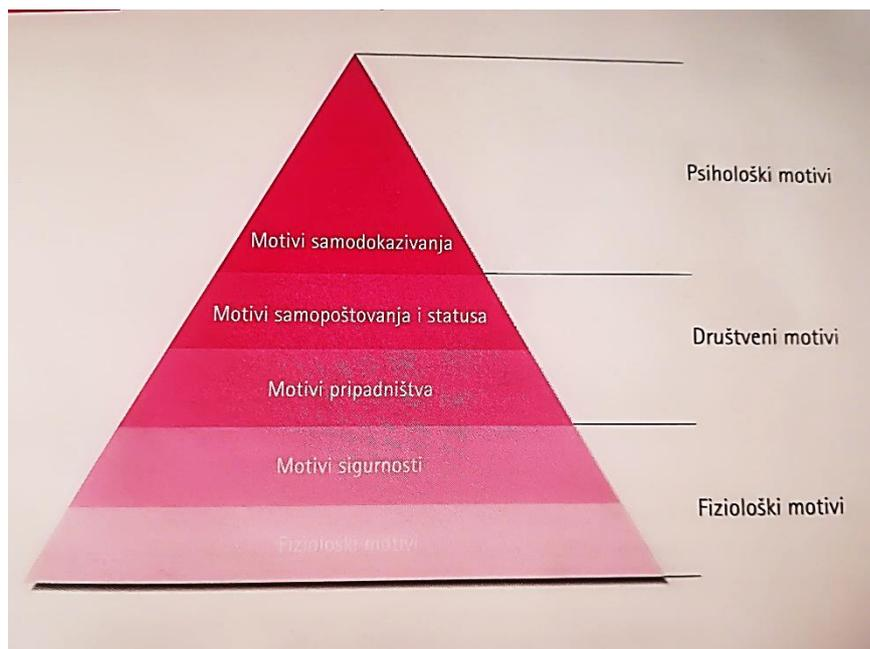 Psihološki motivi
Motivi samodokazivanja
Motivi samopoštovanja i statusa
Društveni motivi
Motivi pripadništva
Motivi sigurnosti
Fiziološki motivi
Fiziološki motivi